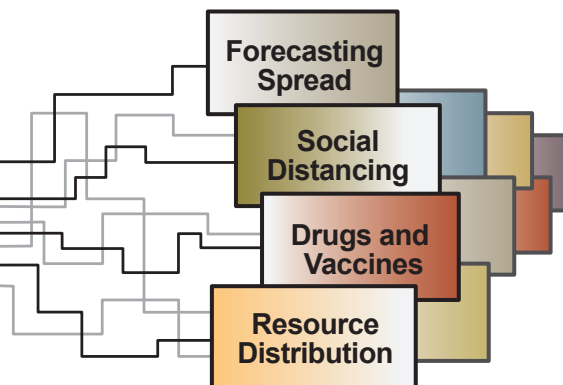 Forecasting
Spread
Social
Distancing
Drugs and
Vaccines
Resource
Distribution